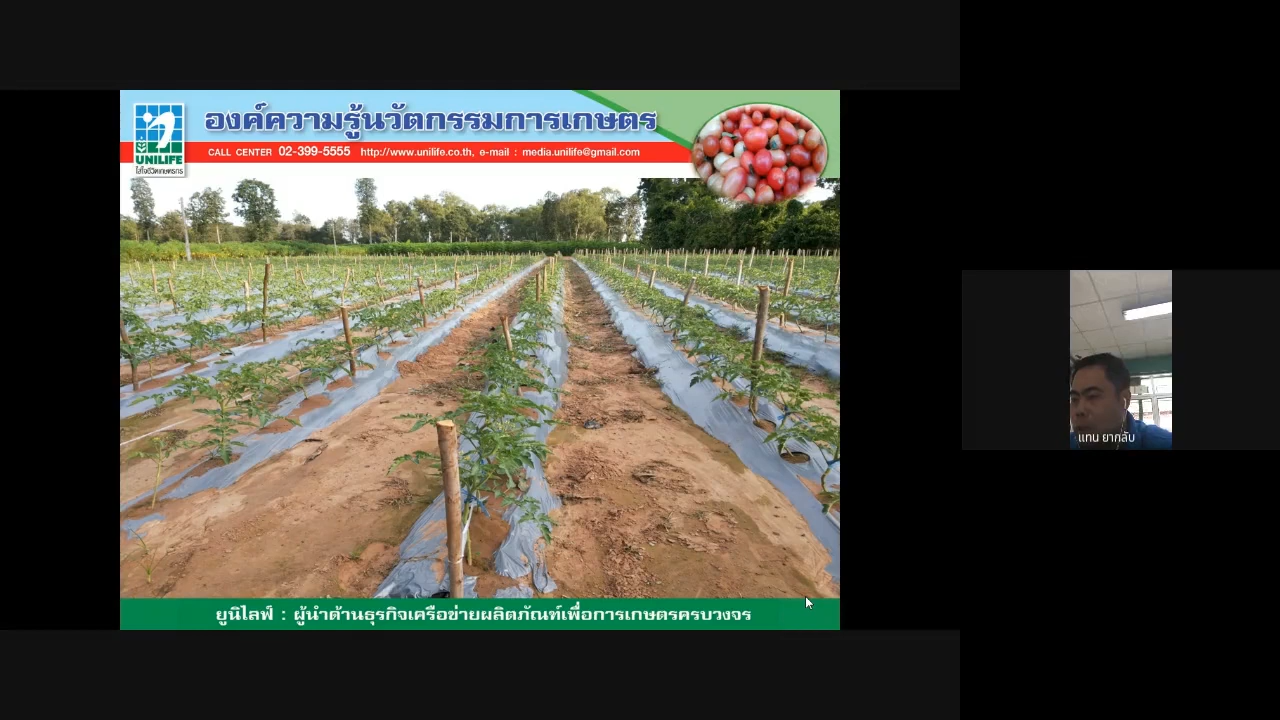 องค์ความรู้นวัตกรรมการเกษตร
CALL CENTER 02-399-5555 http://www.unilife.co.th, e-mail : media.unilife@gmail.com
UNILIFE
ใส่ใจชีวิตเกษตรกร
แทน ยากลับ
ยูนิไลฟ์ : ผู้นำด้านธุรกิจเครือข่ายผลิตภัณฑ์เพื่อการเกษตรครบวงจร